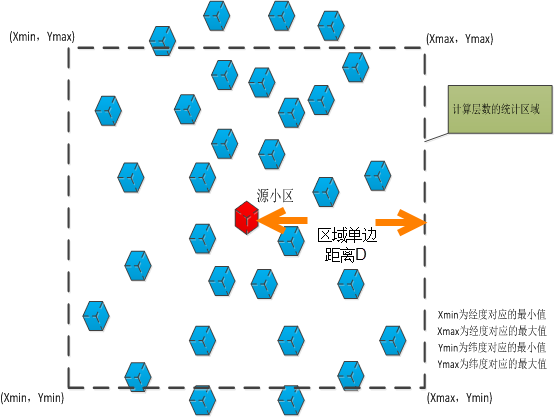 (Xmin，Ymax)
(Xmax，Ymax)
计算层数的统计区域
源小区
区域单边
距离D
Xmin为经度对应的最小值
Xmax为经度对应的最大值
Ymin为纬度对应的最小值
Ymax为纬度对应的最大值
(Xmin，Ymin)
(Xmax，Ymin)